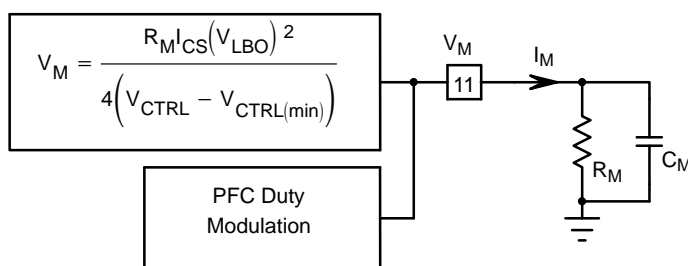 V_M = R_M I_CS (V_LBO) ^2 / 4(V_CTRL − V_CTRL(min))
V_M
11
I_M
R_M
C_M
PFC Duty
Modulation